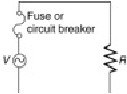 Fuse or
circuit breaker
V
R